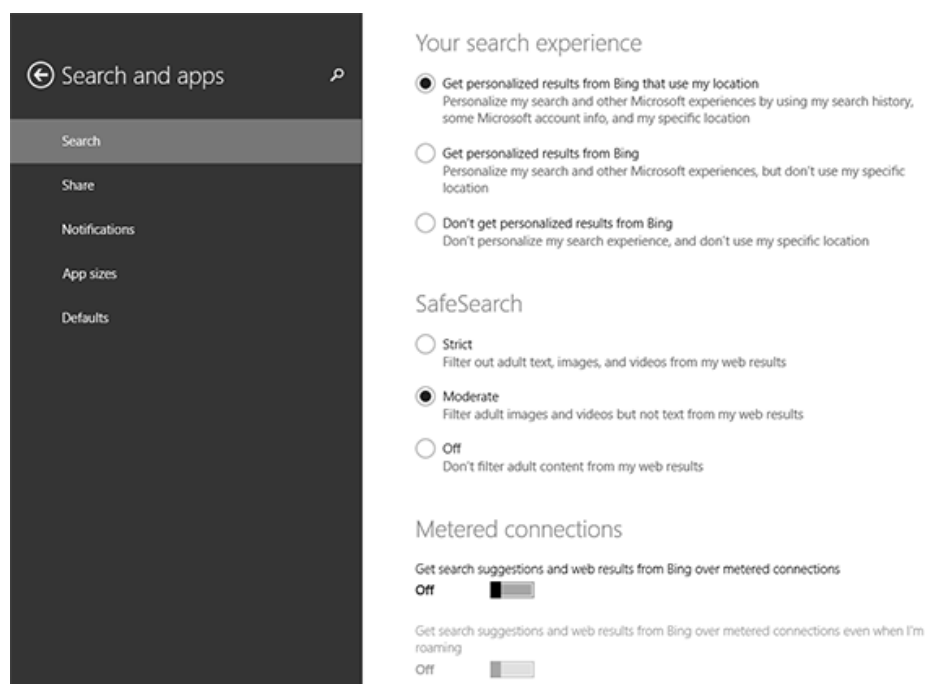 Search and apps
Search
Share
Notifications
App sizes
Defaults
Your search experience
Get personalized results from Bing that use my location
Personalize my search and other Microsoft experiences by using my search history,
some Microsoft account info, and my specific location
Get personalized results from Bing
Personalize my search and other Microsoft experiences, but don't use my specific
location
Don't get personalized results from Bing
Don't personalize my search experience, and don't use my specific location
SafeSearch
Strict
Filter out adult text, images, and videos from my web results
Moderate
Filter adult images and videos but not text from my web results
Off
Don't filter adult content from my web results
Metered connections
Get search suggestions and web results from Bing over metered connections
Off
Get search suggestions and web results from Bing over metered connections even when I'm
roaming
Off